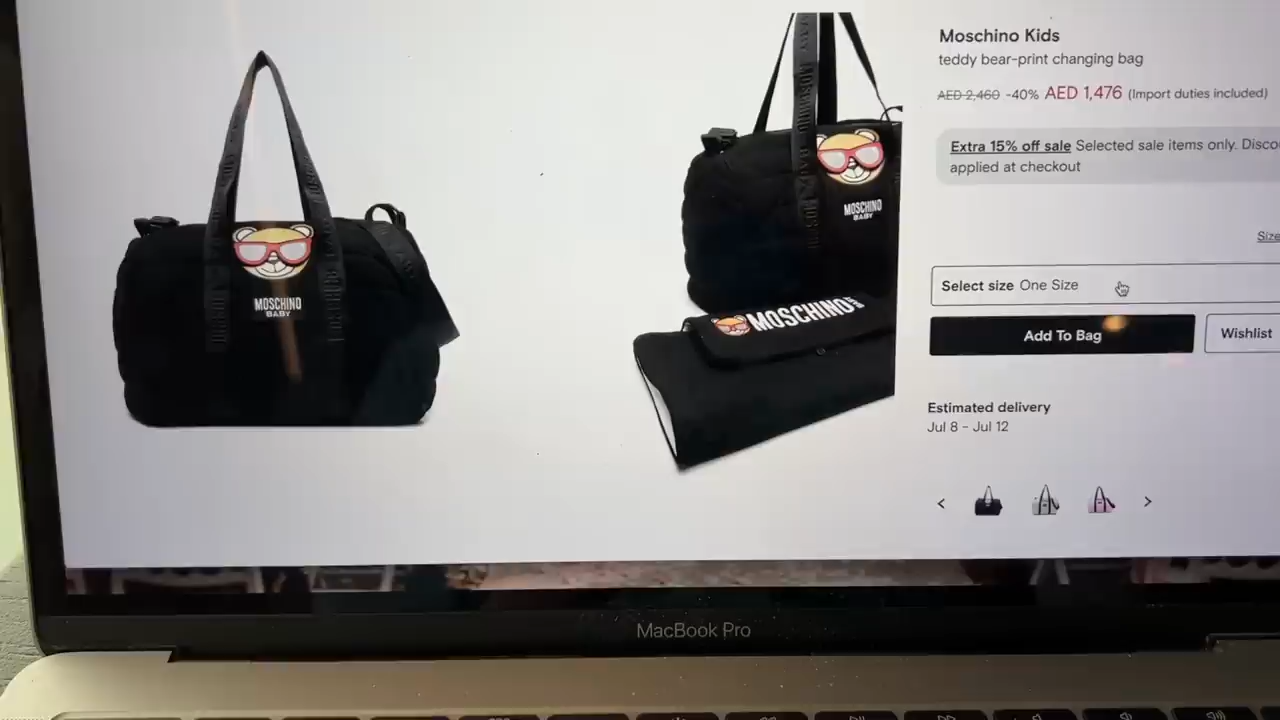 Moschino Kids
teddy bear-print changing bag
AED 2,460 -40% AED 1,476 (Import duties included)
Extra 15% off sale Selected sale items only. Disco
applied at checkout
Size
Select size One Size
Add To Bag
Wishlist
Estimated delivery
Jul 8 - Jul 12
MOSCHINO
BABY
MOSCHINO
BABY
MOSCHINO
MacBook Pro